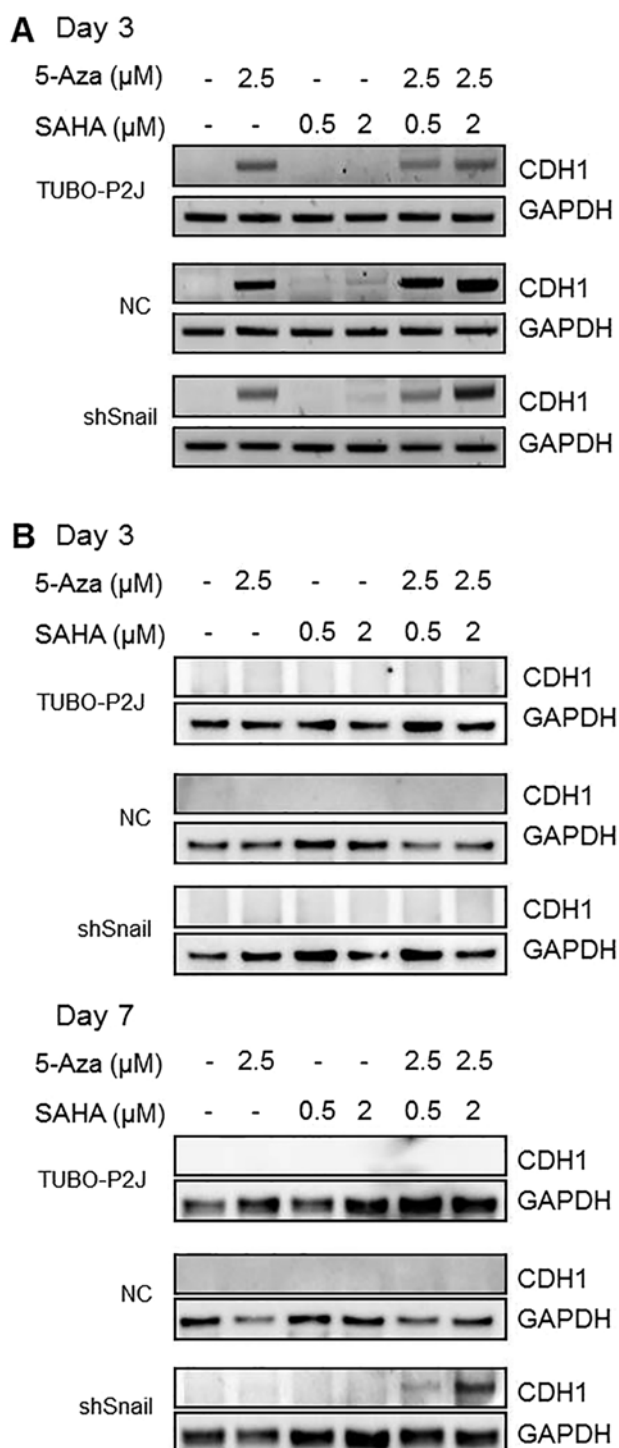 A Day 3
5-Aza (µM) - 2.5 - - 2.5 2.5
SAHA (µM) - - 0.5 2 0.5 2
TUBO-P2J CDH1
GAPDH
NC CDH1
GAPDH
shSnail CDH1
GAPDH
B Day 3
5-Aza (µM) - 2.5 - - 2.5 2.5
SAHA (µM) - - 0.5 2 0.5 2
TUBO-P2J CDH1
GAPDH
NC CDH1
GAPDH
shSnail CDH1
GAPDH
Day 7
5-Aza (µM) - 2.5 - - 2.5 2.5
SAHA (µM) - - 0.5 2 0.5 2
TUBO-P2J CDH1
GAPDH
NC CDH1
GAPDH
shSnail CDH1
GAPDH